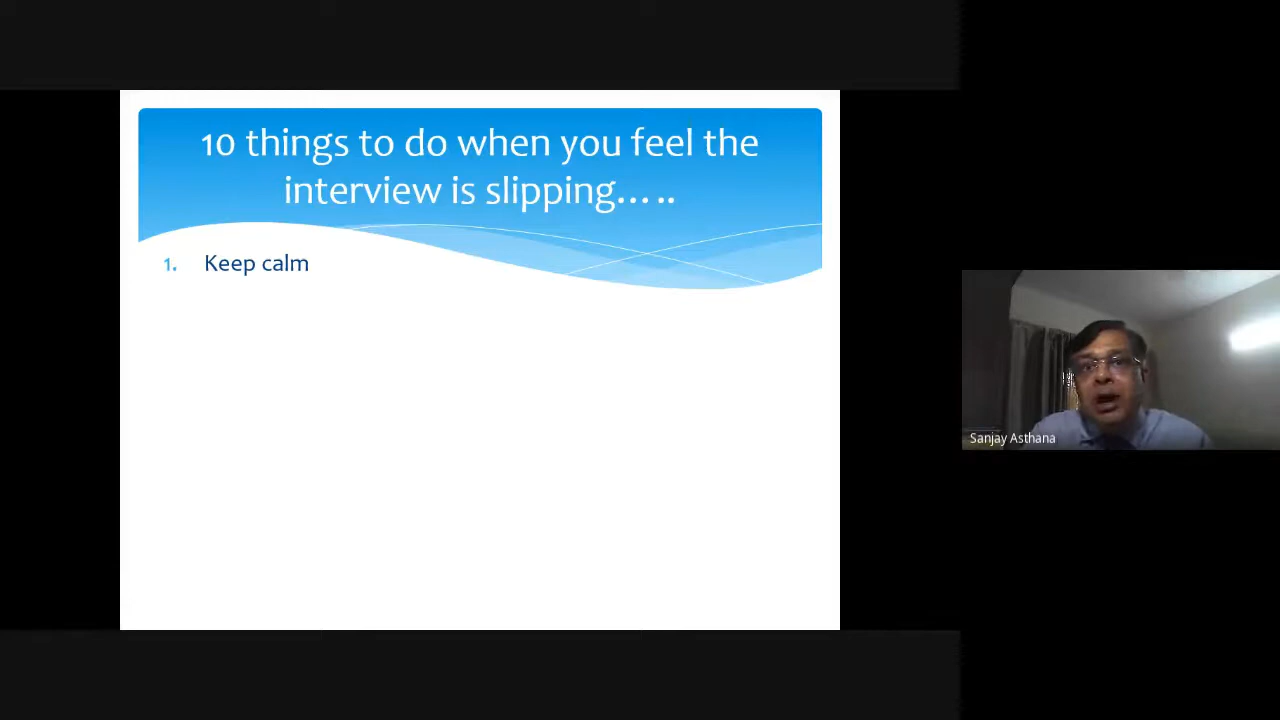 10 things to do when you feel the
interview is slipping…..
1. Keep calm
Sanjay Asthana